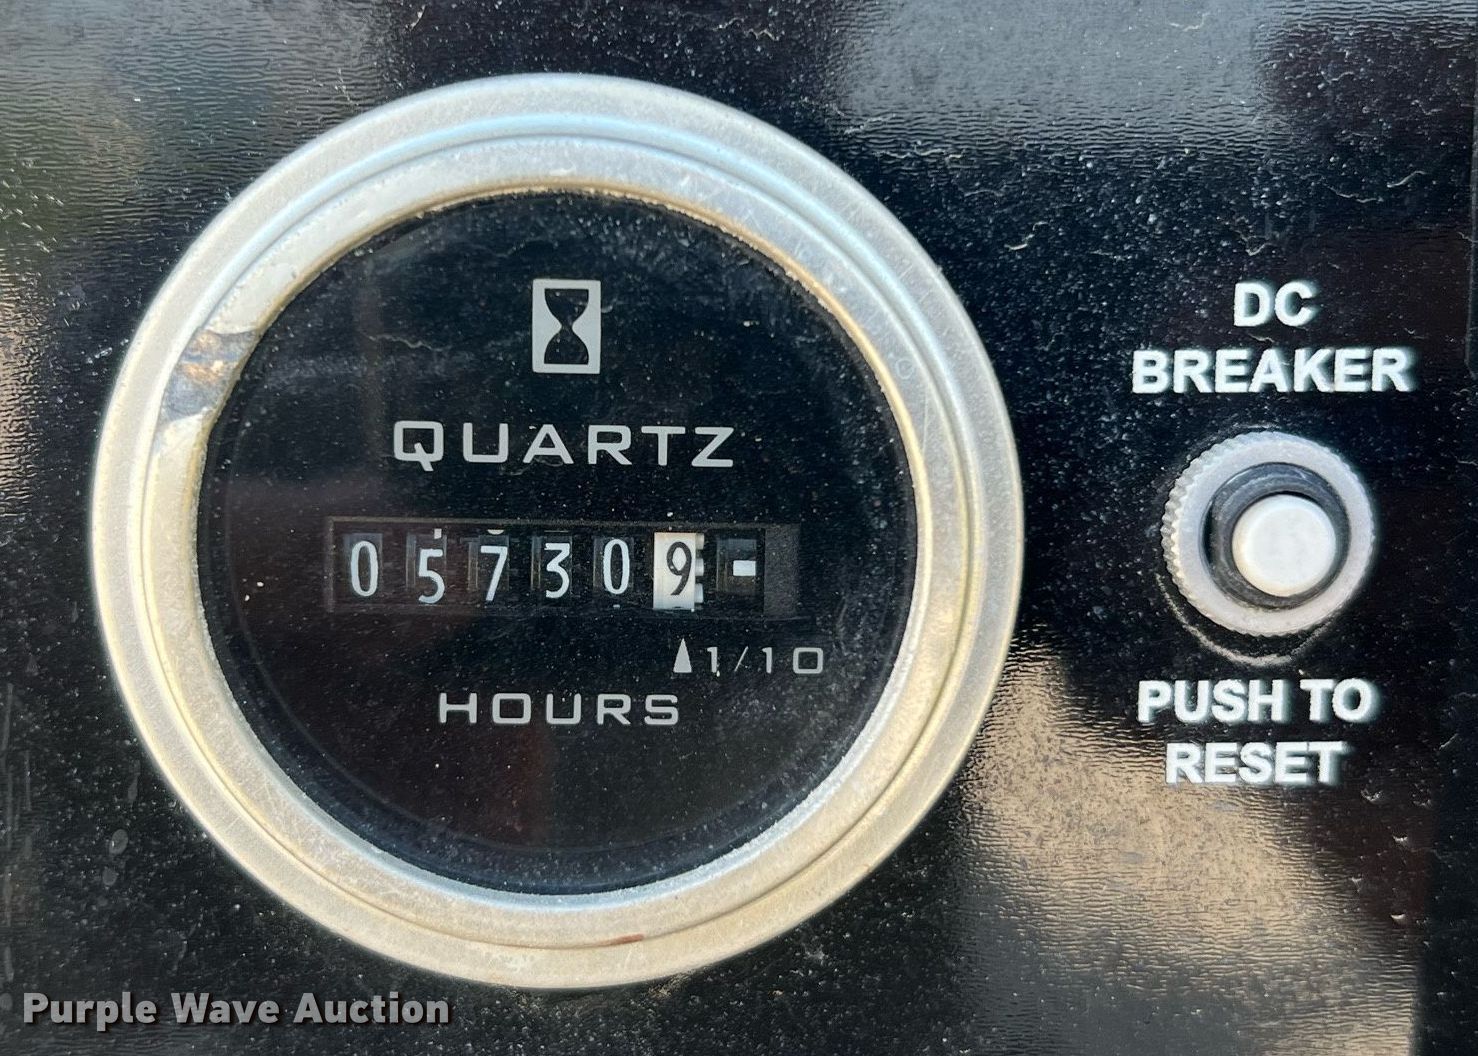 QUARTZ
057309
1/10
HOURS
DC
BREAKER
PUSH TO
RESET
Purple Wave Auction